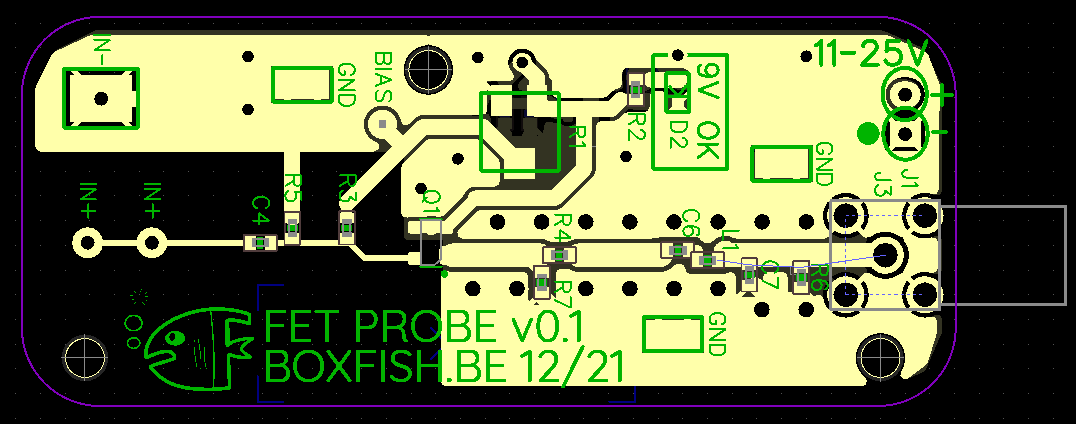 IN-
GND
BIAS
R1
R2
9V OK
D2
11-25V
+
-
GND
J1
J3
IN+
IN+
C4
R5
R3
Q1
R4
R7
C6
L1
C7
R6
GND
FET PROBE v0.1
BOXFISH.BE 12/21